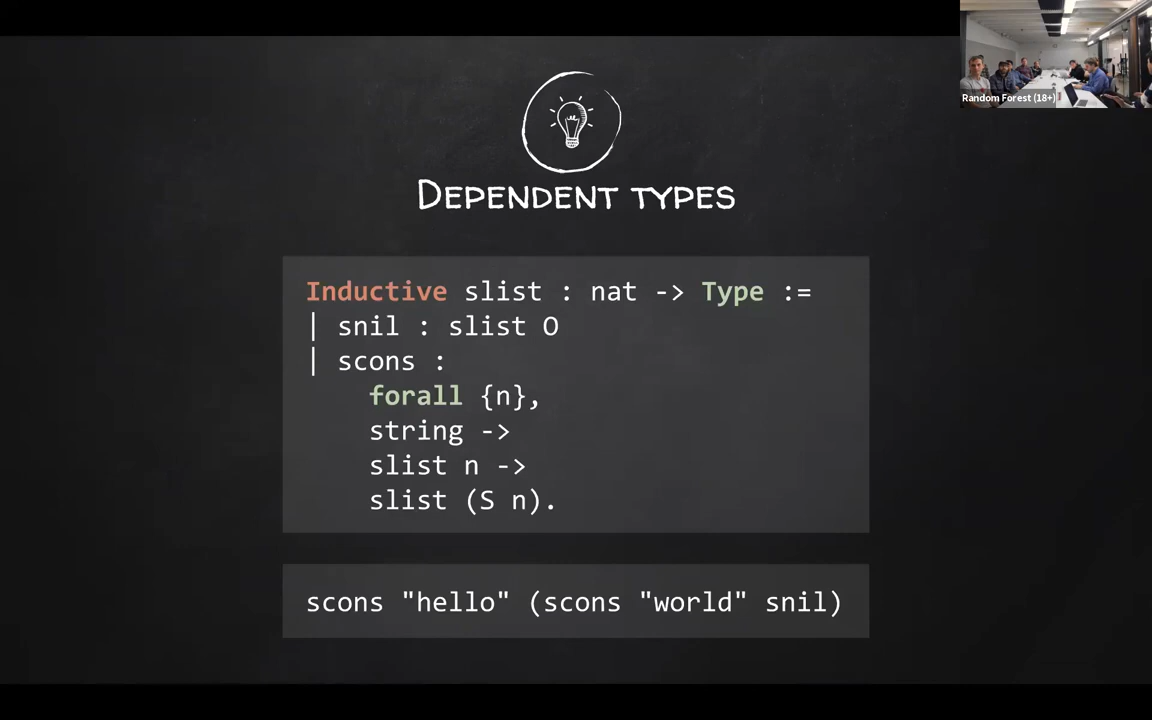 Random Forest (18+)
DEPENDENT TYPES
Inductive slist : nat -> Type :=
| snil : slist O
| scons :
    forall {n},
    string ->
    slist n ->
    slist (S n).
scons "hello" (scons "world" snil)